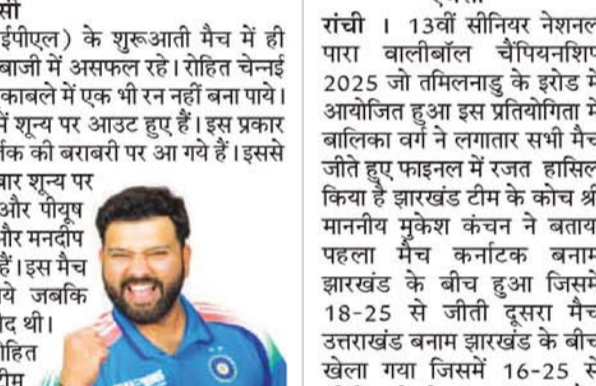 सी
ईपीएल) के शुरूआती मैच में ही
बाजी में असफल रहे। रोहित चेन्नई
काबले में एक भी रन नहीं बना पाये।
में शून्य पर आउट हुए हैं। इस प्रकार
र्तक की बराबरी पर आ गये हैं। इससे
बार शून्य पर
और पीयूष
और मनदीप
हैं। इस मैच
ये जबकि
द थी।
ोहित
टीम
रांची । 13वीं सीनियर नेशनल
पारा वालीबॉल चैंपियनशिप
2025 जो तमिलनाडु के इरोड में
आयोजित हुआ इस प्रतियोगिता में
बालिका वर्ग ने लगातार सभी मैच
जीते हुए फाइनल में रजत हासिल
किया है झारखंड टीम के कोच श्री
माननीय मुकेश कंचन ने बताया
पहला मैच कर्नाटक बनाम
झारखंड के बीच हुआ जिसमें
18-25 से जीती दूसरा मैच
उत्तराखंड बनाम झारखंड के बीच
खेला गया जिसमें 16-25 से